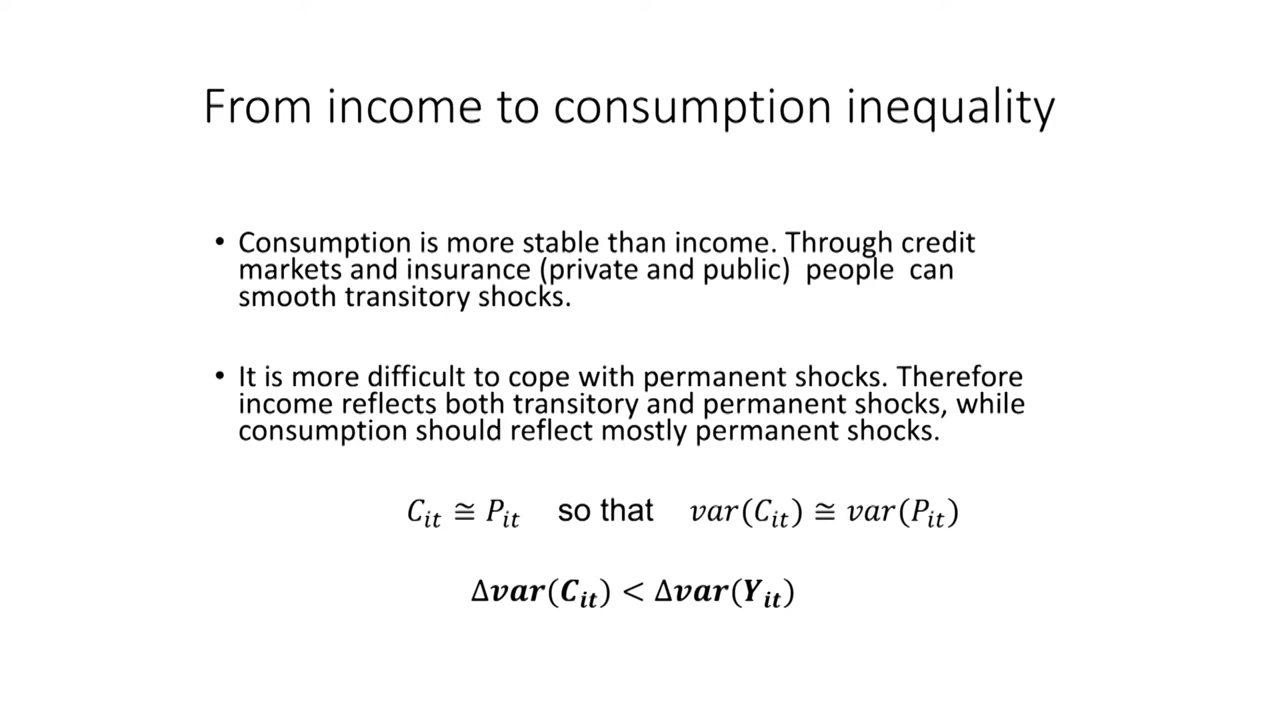 From income to consumption inequality
• Consumption is more stable than income. Through credit
markets and insurance (private and public) people can
smooth transitory shocks.
• It is more difficult to cope with permanent shocks. Therefore
income reflects both transitory and permanent shocks, while
consumption should reflect mostly permanent shocks.
C_it ≅ P_it so that var(C_it) ≅ var(P_it)
Δvar(C_it) < Δvar(Y_it)